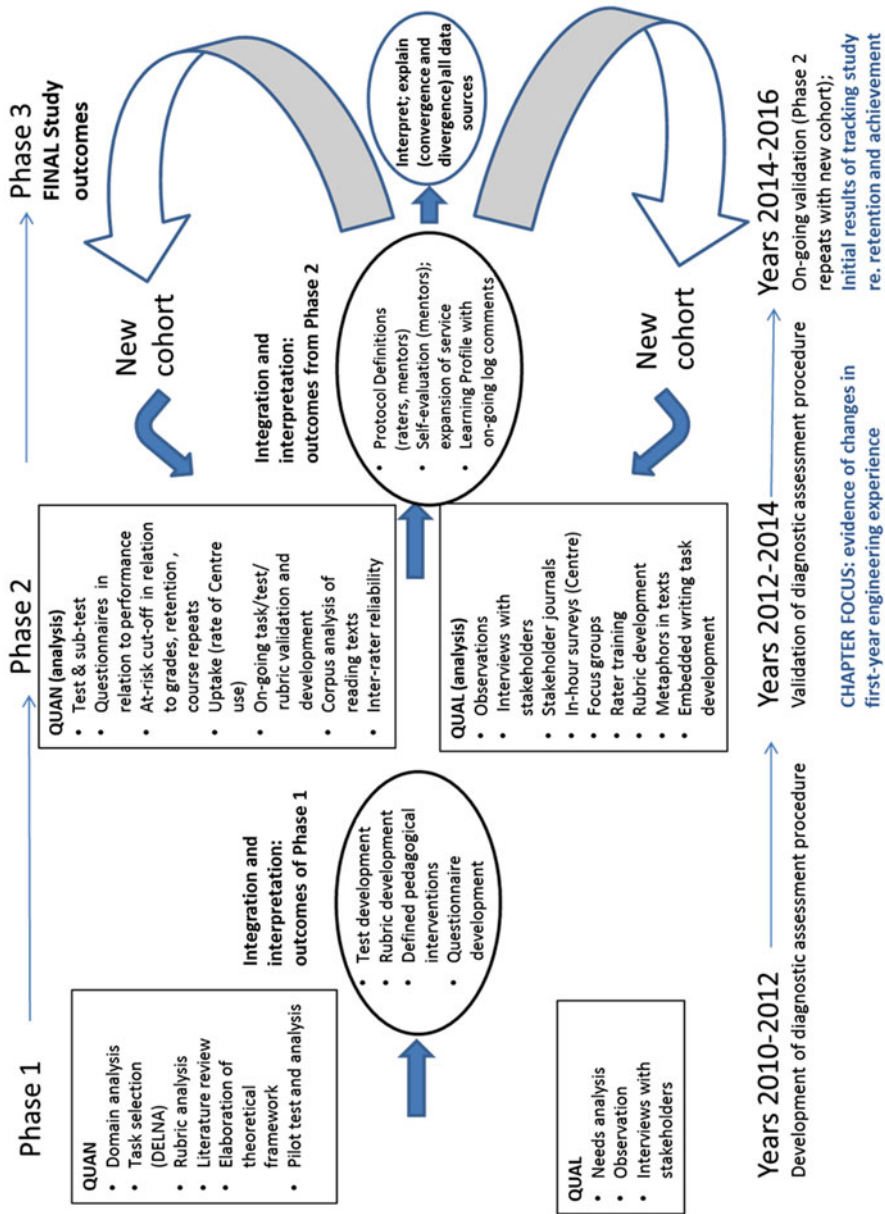 Phase 1
QUAN
• Domain analysis
• Task selection
(DELNA)
• Rubric analysis
• Literature review
• Elaboration of
theoretical
framework
• Pilot test and analysis
QUAL
• Needs analysis
• Observation
• Interviews with
stakeholders
Years 2010-2012
Development of diagnostic assessment procedure
Integration and
interpretation:
outcomes of Phase 1
• Test development
• Rubric development
• Defined pedagogical
interventions
• Questionnaire
development
Phase 2
QUAN (analysis)
• Test & sub-test
• Questionnaires in
relation to performance
• At-risk cut-off in relation
to grades, retention ,
course repeats
• Uptake (rate of Centre
use)
• On-going task/test/
rubric validation and
development
• Corpus analysis of
reading texts
• Inter-rater reliability
QUAL (analysis)
• Observations
• Interviews with
stakeholders
• Stakeholder journals
• In-hour surveys (Centre)
• Focus groups
• Rater training
• Rubric development
• Metaphors in texts
• Embedded writing task
development
Years 2012-2014
Validation of diagnostic assessment procedure
CHAPTER FOCUS: evidence of changes in
first-year engineering experience
Integration and
interpretation:
outcomes from Phase 2
• Protocol Definitions
(raters, mentors)
• Self-evaluation (mentors);
expansion of service
• Learning Profile with
on-going log comments
New
cohort
New
cohort
Phase 3
FINAL Study
outcomes
Interpret; explain
(convergence and
divergence) all data
sources
Years 2014-2016
On-going validation (Phase 2
repeats with new cohort);
Initial results of tracking study
re. retention and achievement